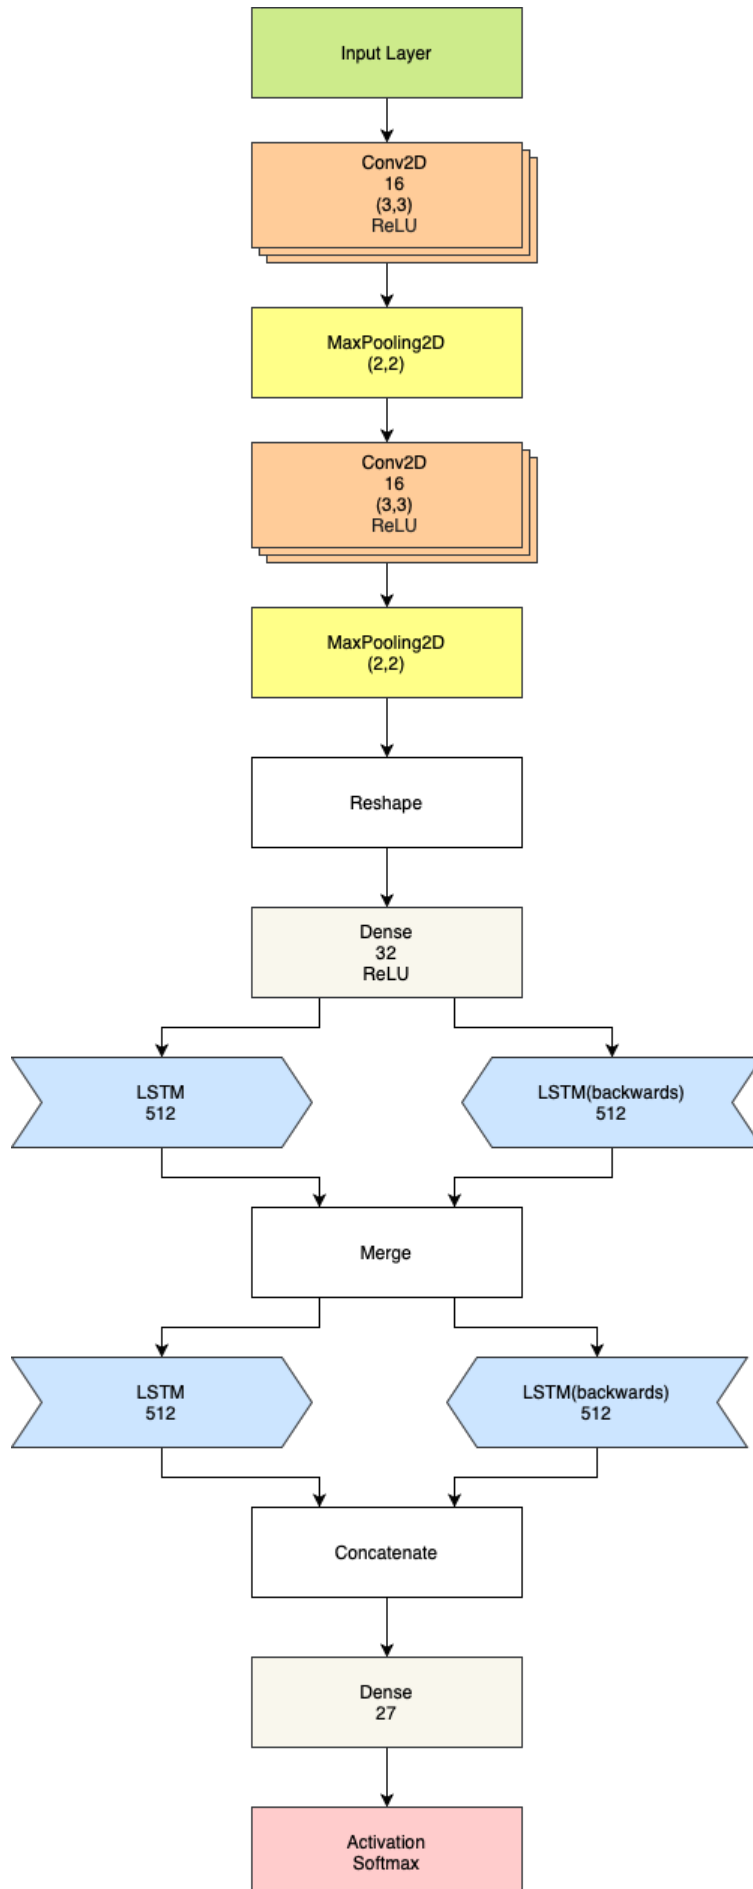 Input Layer
Conv2D
16
(3,3)
ReLU
MaxPooling2D
(2,2)
Conv2D
16
(3,3)
ReLU
MaxPooling2D
(2,2)
Reshape
Dense
32
ReLU
LSTM
512
LSTM(backwards)
512
Merge
LSTM
512
LSTM(backwards)
512
Concatenate
Dense
27
Activation
Softmax